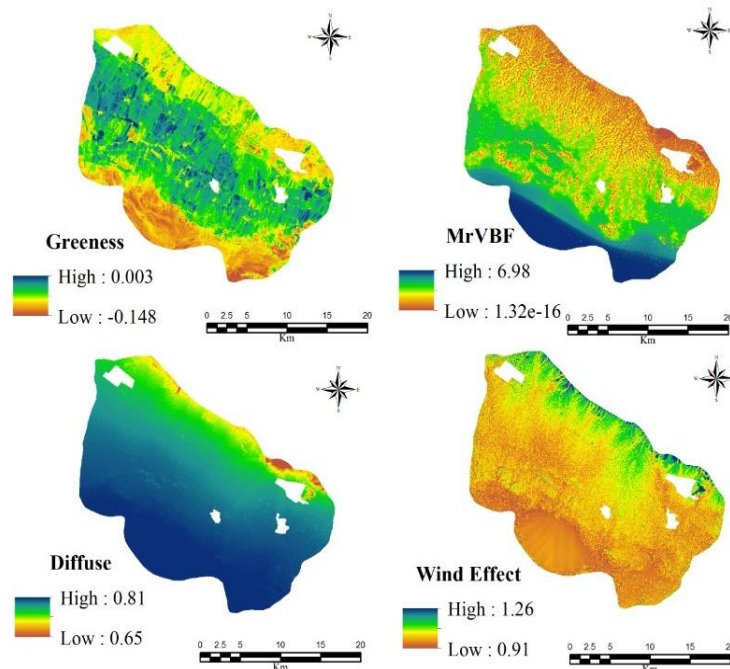 Greeness
High : 0.003
Low : -0.148
0 2.5 5 10 15 20
Km
MrVBF
High : 6.98
Low : 1.32e-16
0 2.5 5 10 15 20
Km
Diffuse
High : 0.81
Low : 0.65
0 2.5 5 10 15 20
Km
Wind Effect
High : 1.26
Low : 0.91
0 2.5 5 10 15 20
Km